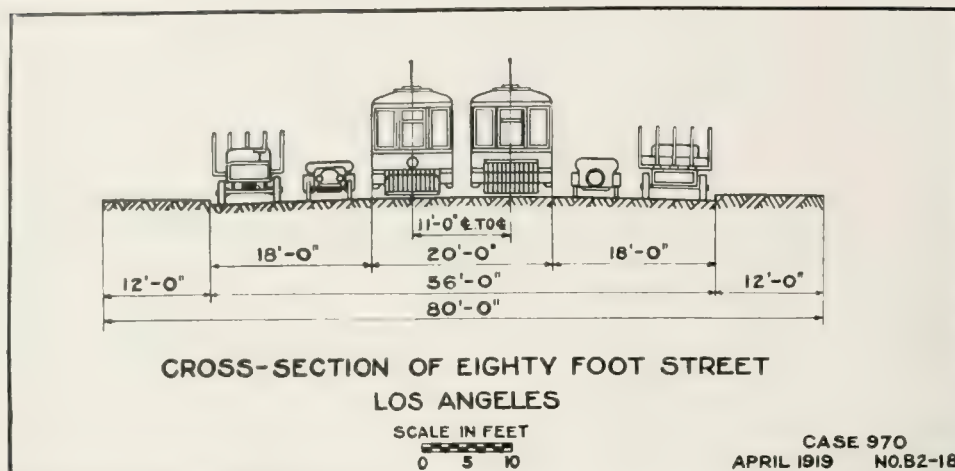 11'-0" ℄ TO ℄
18'-0" 20'-0" 18'-0"
12'-0" 56'-0" 12'-0"
80'-0"
CROSS-SECTION OF EIGHTY FOOT STREET
LOS ANGELES
SCALE IN FEET
0 5 10
CASE 970
APRIL 1919 NO.B2-18